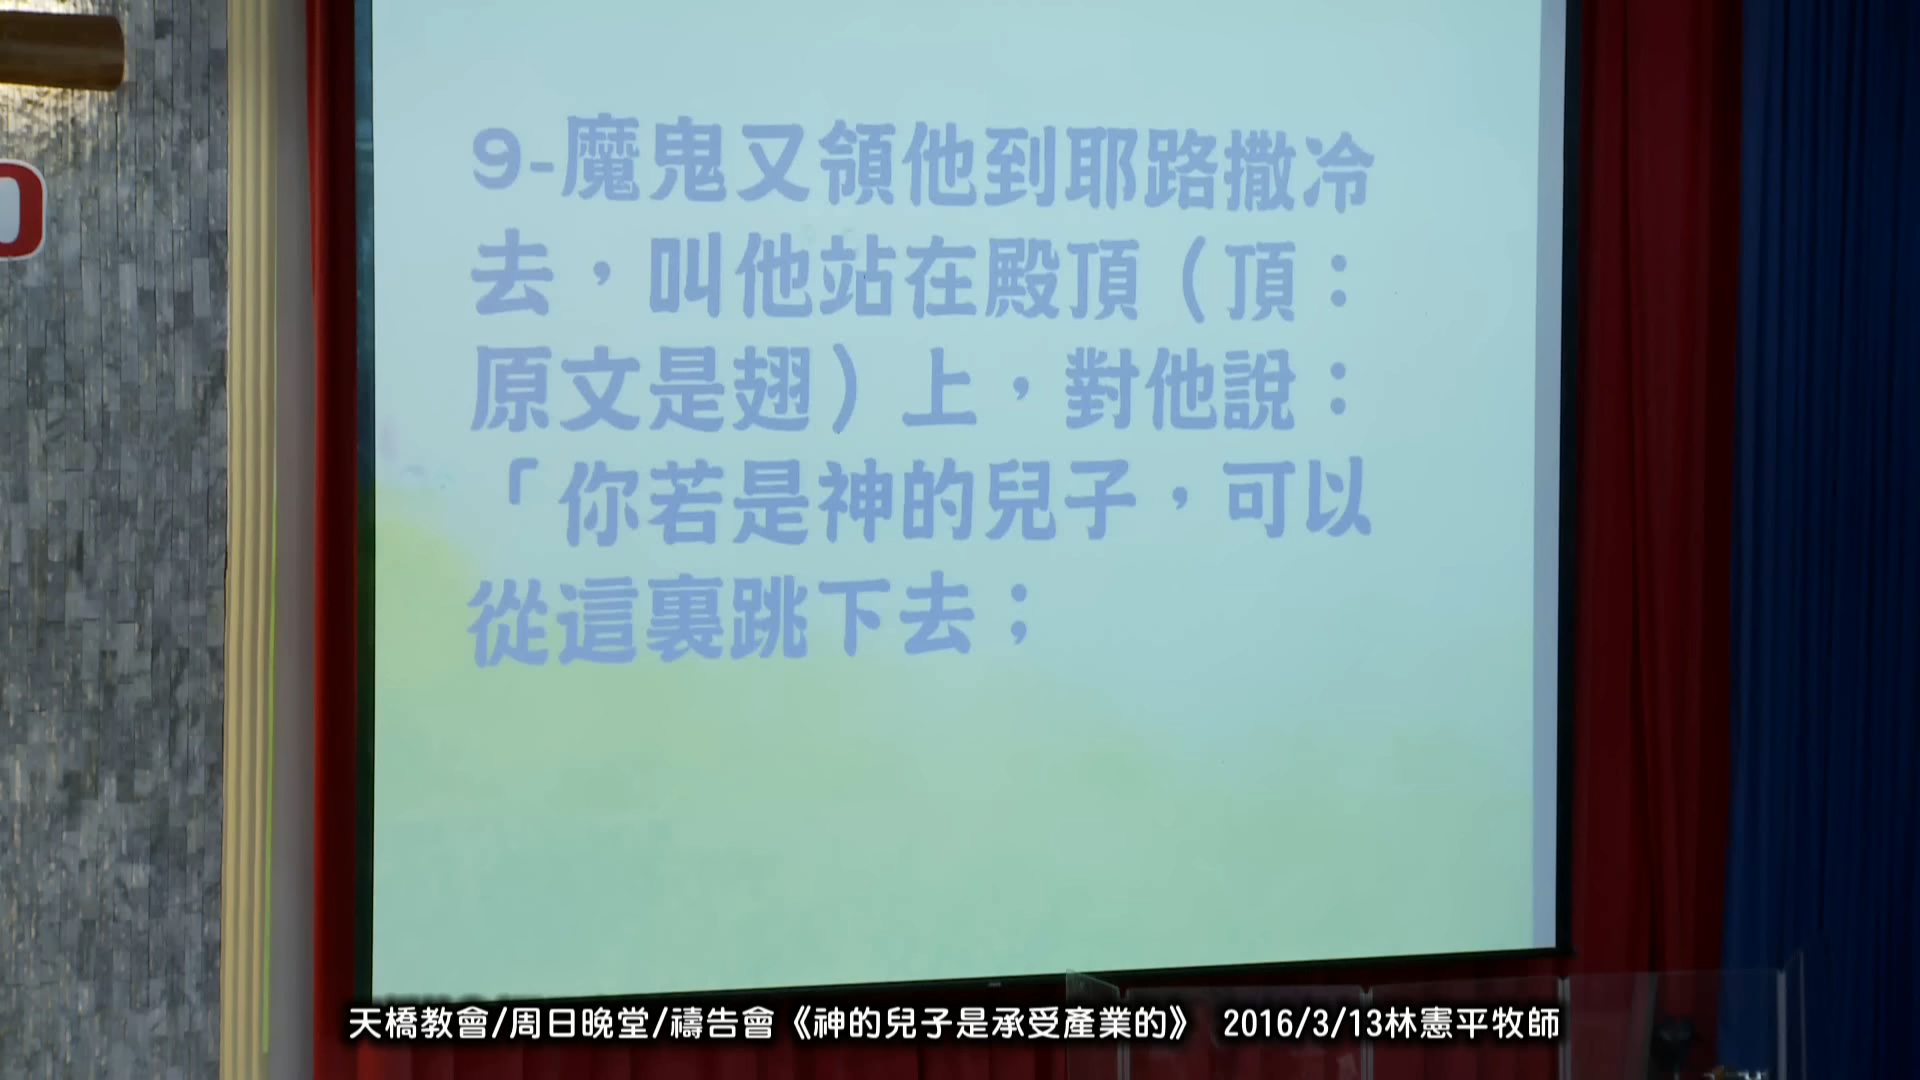 9-魔鬼又領他到耶路撒冷
去，叫他站在殿頂（頂：
原文是翅）上，對他說：
「你若是神的兒子，可以
從這裏跳下去；
天橋教會/周日晚堂/禱告會《神的兒子是承受產業的》 2016/3/13林憲平牧師